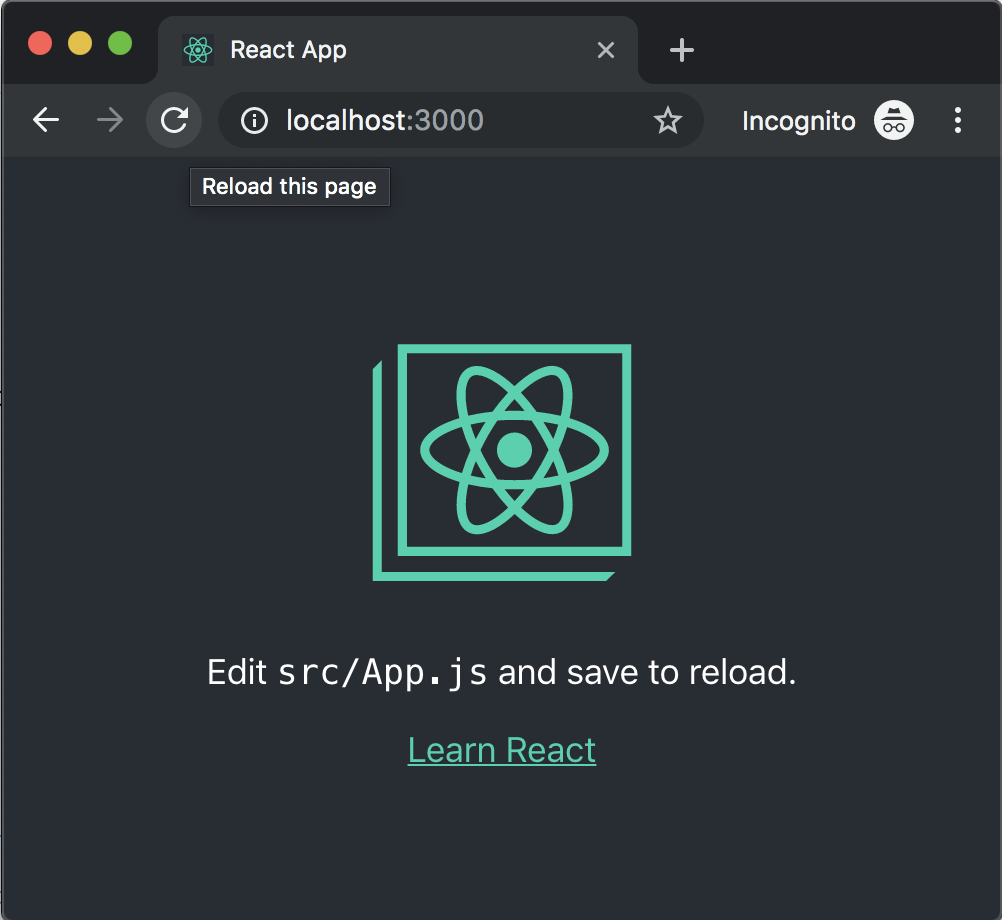 React App
localhost:3000
Incognito
Reload this page
Edit src/App.js and save to reload.
Learn React